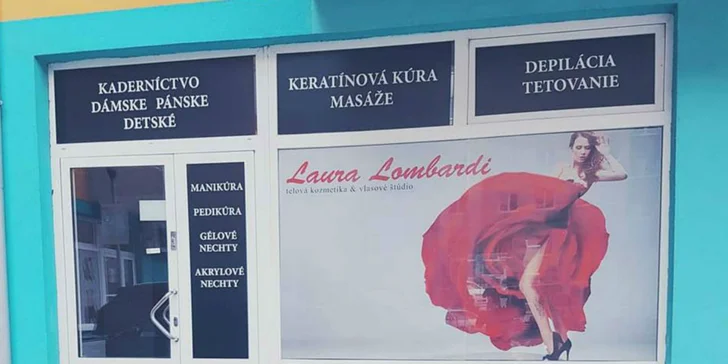 KADERNÍCTVO
DÁMSKE PÁNSKE
DETSKÉ
KERATÍNOVÁ KÚRA
MASÁŽE
DEPILÁCIA
TETOVANIE
MANIKÚRA
PEDIKÚRA
GÉLOVÉ
NECHTY
AKRYLOVÉ
NECHTY
Laura Lombardi
telová kozmetika & vlasové štúdio